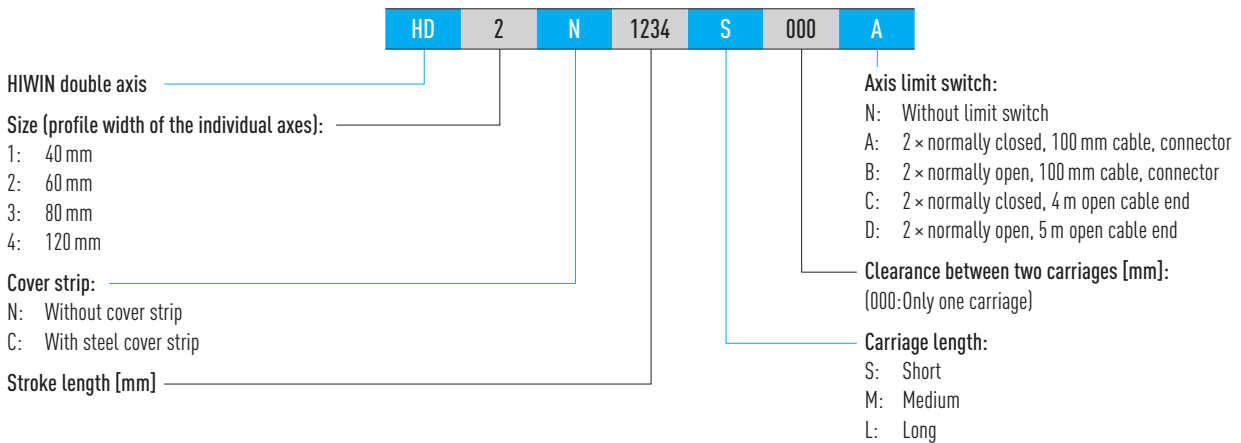 HD 2 N 1234 S 000 A
HIWIN double axis
Size (profile width of the individual axes):
1: 40 mm
2: 60 mm
3: 80 mm
4: 120 mm
Cover strip:
N: Without cover strip
C: With steel cover strip
Stroke length [mm]
Axis limit switch:
N: Without limit switch
A: 2 × normally closed, 100 mm cable, connector
B: 2 × normally open, 100 mm cable, connector
C: 2 × normally closed, 4 m open cable end
D: 2 × normally open, 5 m open cable end
Clearance between two carriages [mm]:
(000:Only one carriage)
Carriage length:
S: Short
M: Medium
L: Long